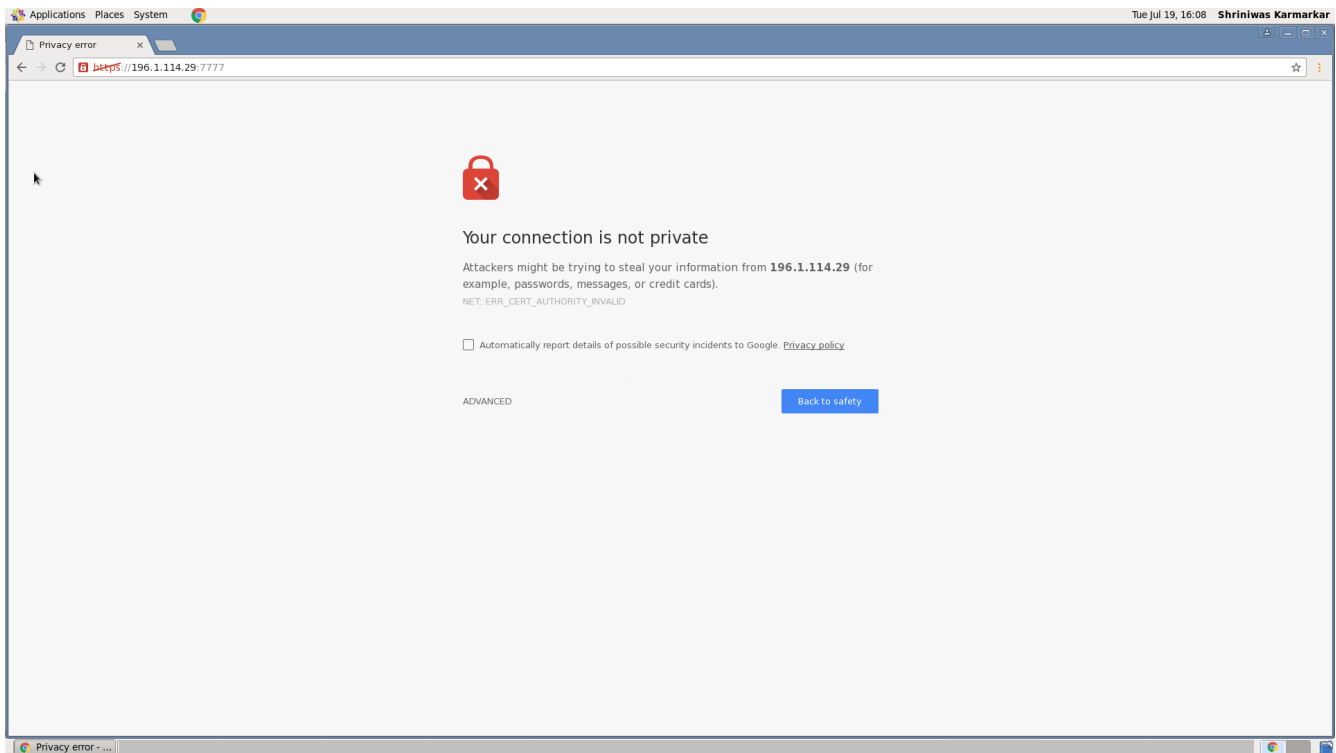 Applications Places System Tue Jul 19, 16:08 Shriniwas Karmarkar
Privacy error
https://196.1.114.29:7777
Your connection is not private
Attackers might be trying to steal your information from 196.1.114.29 (for
example, passwords, messages, or credit cards).
NET::ERR_CERT_AUTHORITY_INVALID
Automatically report details of possible security incidents to Google. Privacy policy
ADVANCED Back to safety
Privacy error - ...